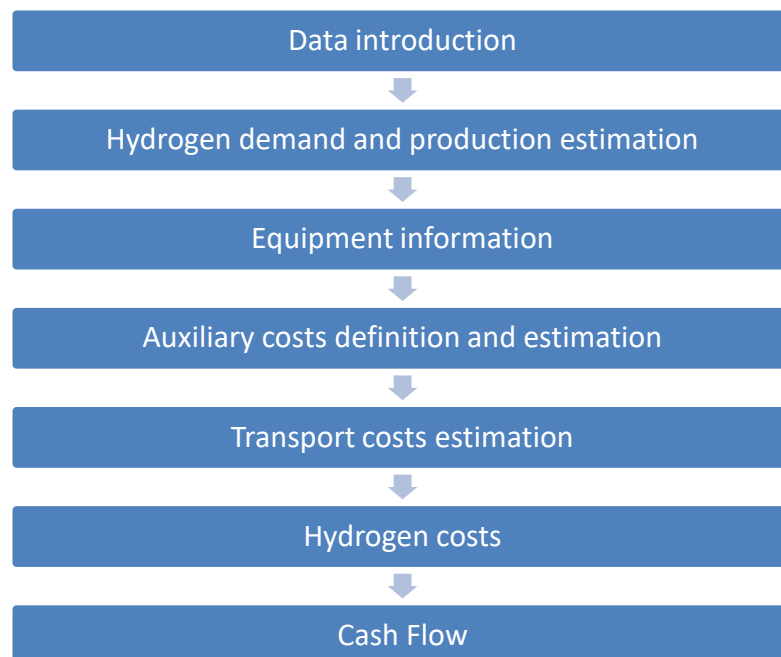 Data introduction
Hydrogen demand and production estimation
Equipment information
Auxiliary costs definition and estimation
Transport costs estimation
Hydrogen costs
Cash Flow